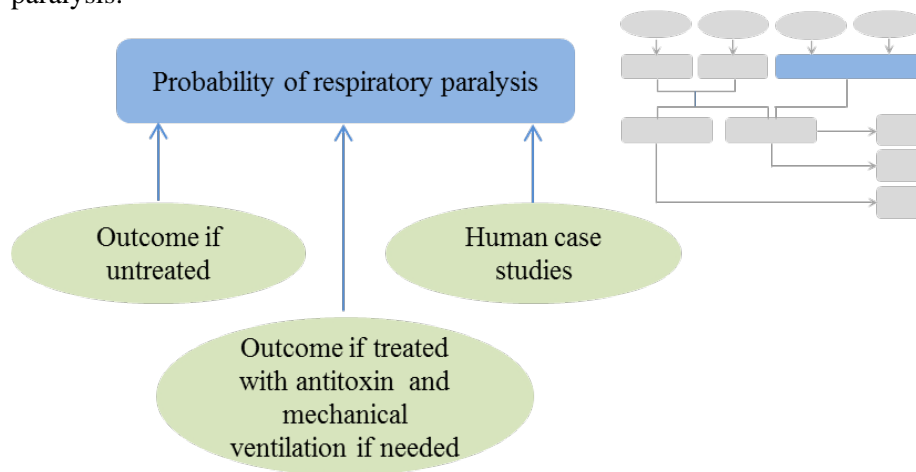 paralysis.
Probability of respiratory paralysis
Outcome if
untreated
Human case
studies
Outcome if treated
with antitoxin and
mechanical
ventilation if needed